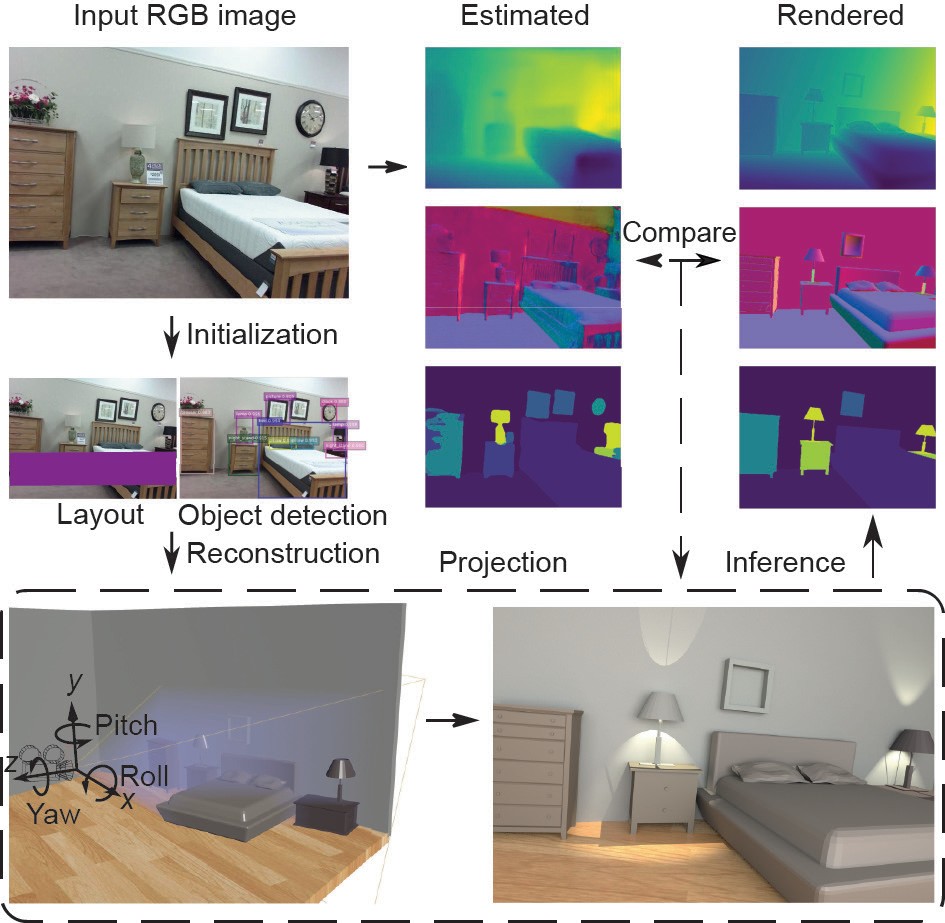 Input RGB image
Estimated
Rendered
Compare
Initialization
Layout
Object detection
Reconstruction
Projection
Inference
y
Pitch
z
Roll
x
Yaw